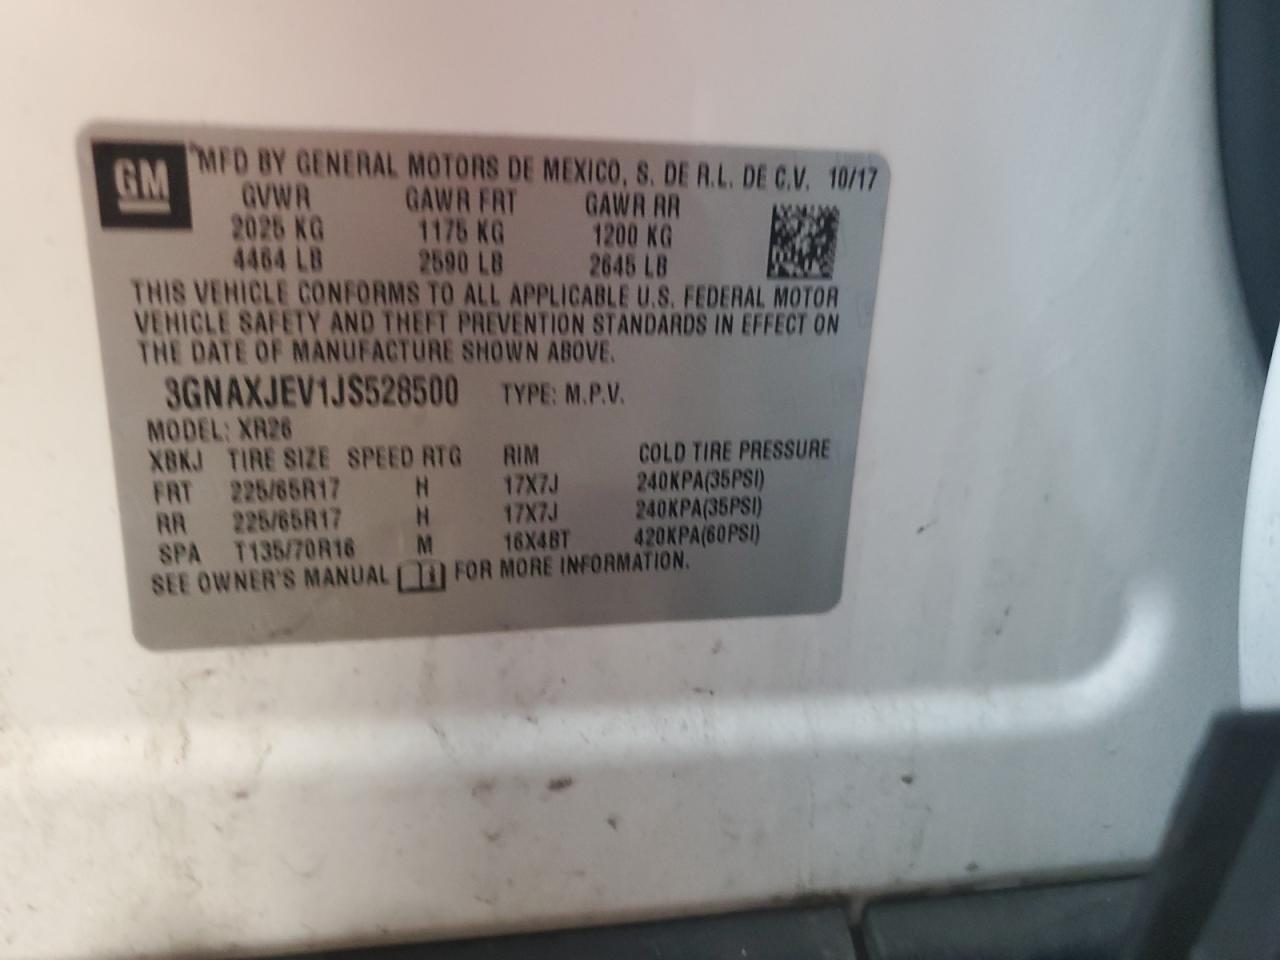 GM
MFD BY GENERAL MOTORS DE MEXICO, S. DE R.L. DE C.V. 10/17
GVWR GAWR FRT GAWR RR
2025 KG 1175 KG 1200 KG
4464 LB 2590 LB 2645 LB
THIS VEHICLE CONFORMS TO ALL APPLICABLE U.S. FEDERAL MOTOR
VEHICLE SAFETY AND THEFT PREVENTION STANDARDS IN EFFECT ON
THE DATE OF MANUFACTURE SHOWN ABOVE.
3GNAXJEV1JS528500 TYPE: M.P.V.
MODEL: XR26
XBKJ TIRE SIZE SPEED RTG RIM COLD TIRE PRESSURE
FRT 225/65R17 H 17X7J 240KPA(35PSI)
RR 225/65R17 H 17X7J 240KPA(35PSI)
SPA T135/70R16 M 16X4BT 420KPA(60PSI)
SEE OWNER'S MANUAL FOR MORE INFORMATION.